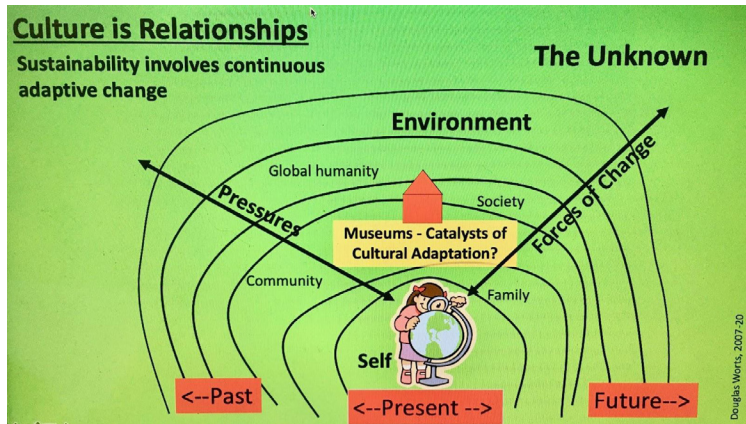 Culture is Relationships
Sustainability involves continuous
adaptive change
The Unknown
Environment
Global humanity
Pressures
Society
Forces of Change
Museums - Catalysts of
Cultural Adaptation?
Community
Family
Self
<--Past
<--Present -->
Future-->
Douglas Worts, 2007-20